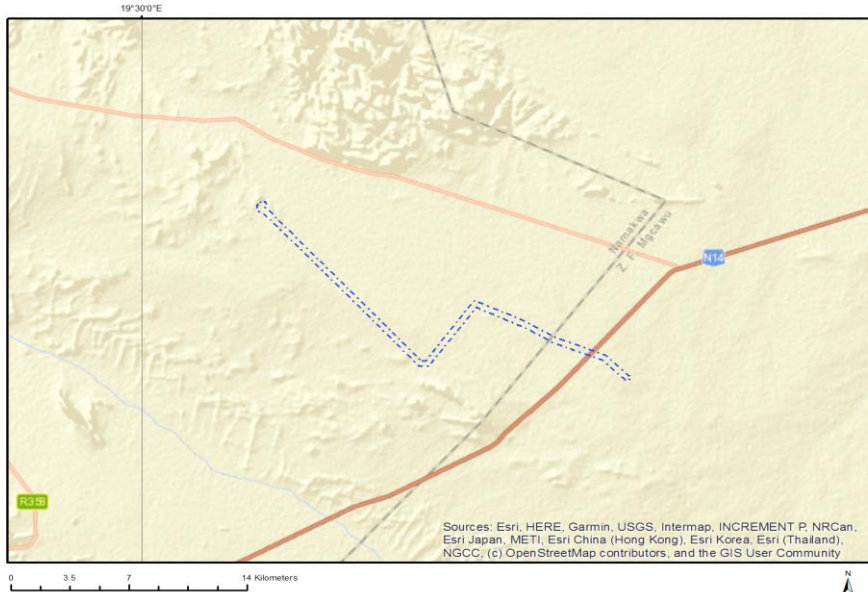 19°30'0"E
Namakwa
Z. F. Mgcawu
N14
R358
Sources: Esri, HERE, Garmin, USGS, Intermap, INCREMENT P, NRCan,
Esri Japan, METI, Esri China (Hong Kong), Esri Korea, Esri (Thailand),
NGCC, (c) OpenStreetMap contributors, and the GIS User Community
0 3.5 7 14 Kilometers
N